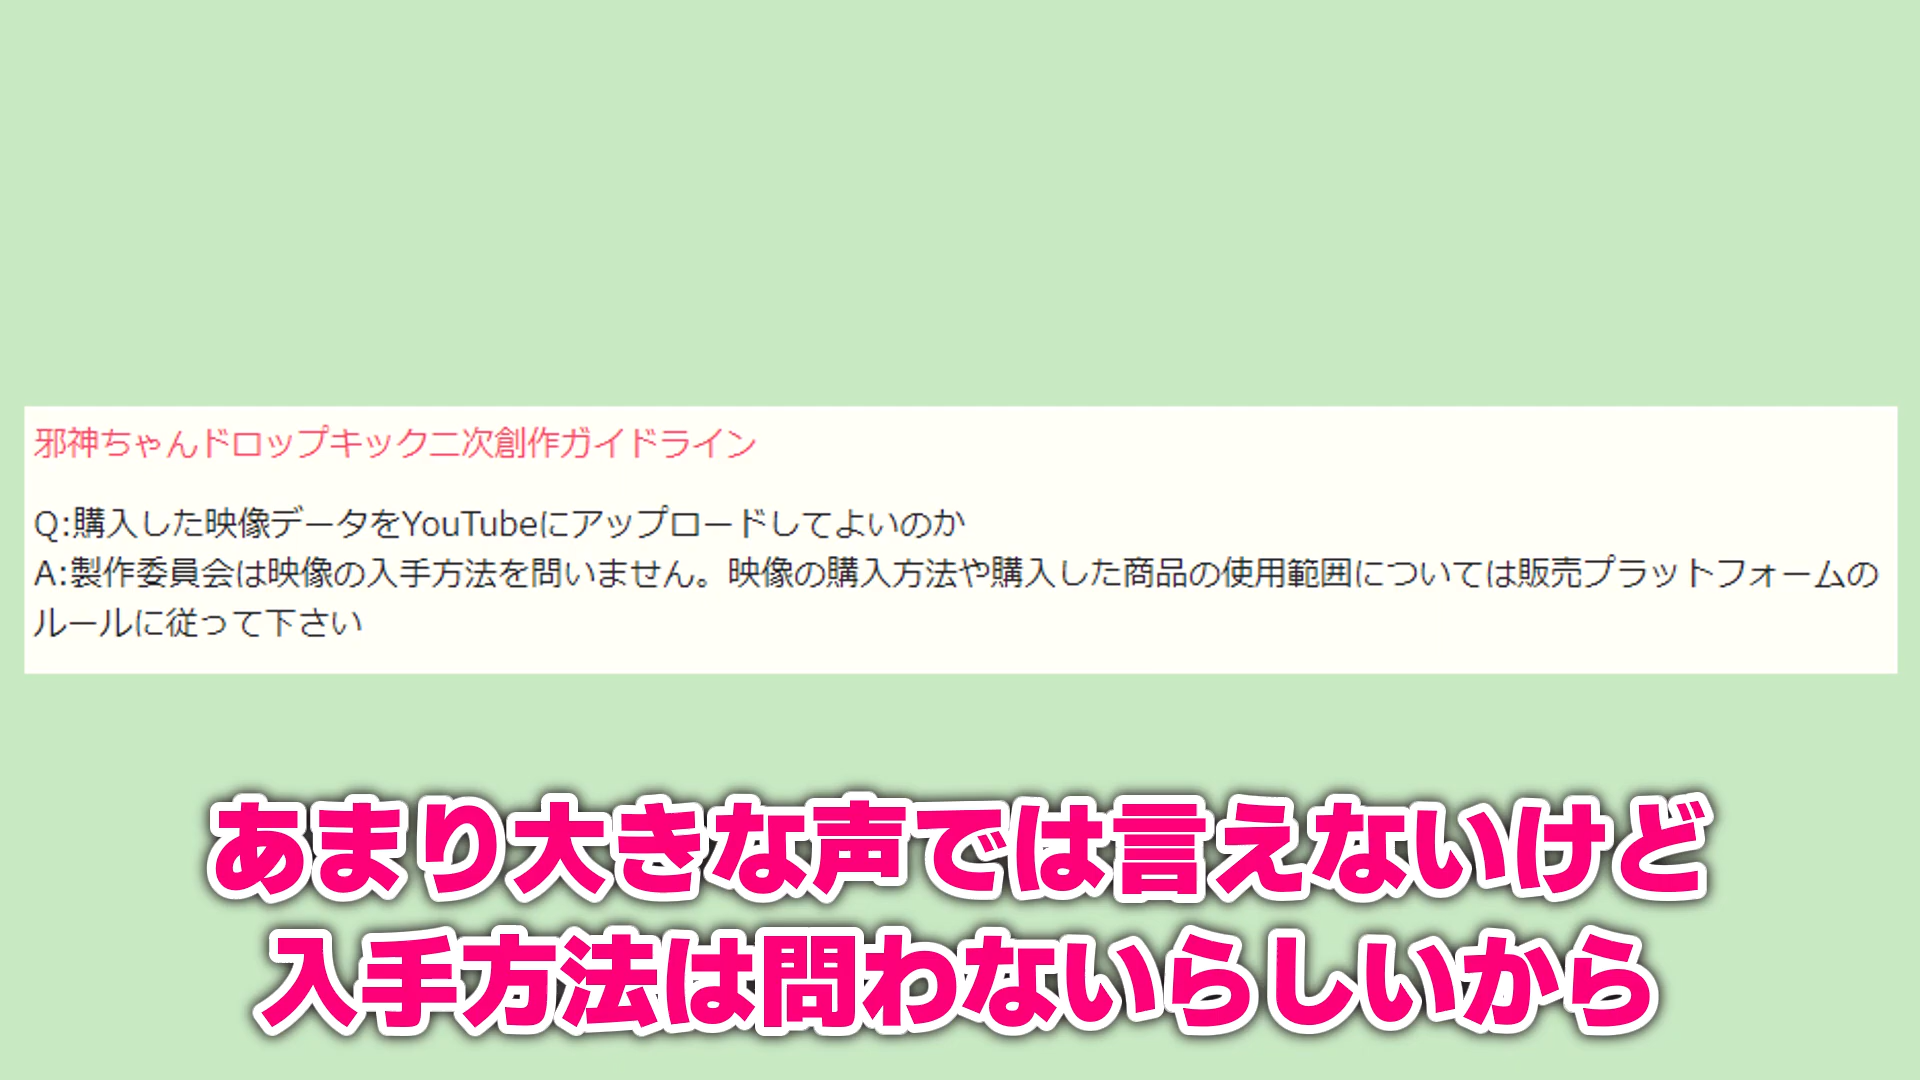 邪神ちゃんドロップキック二次創作ガイドライン
Q:購入した映像データをYouTubeにアップロードしてよいのか
A:製作委員会は映像の入手方法を問いません。映像の購入方法や購入した商品の使用範囲については販売プラットフォームの
ルールに従って下さい
あまり大きな声では言えないけど
入手方法は問わないらしいから